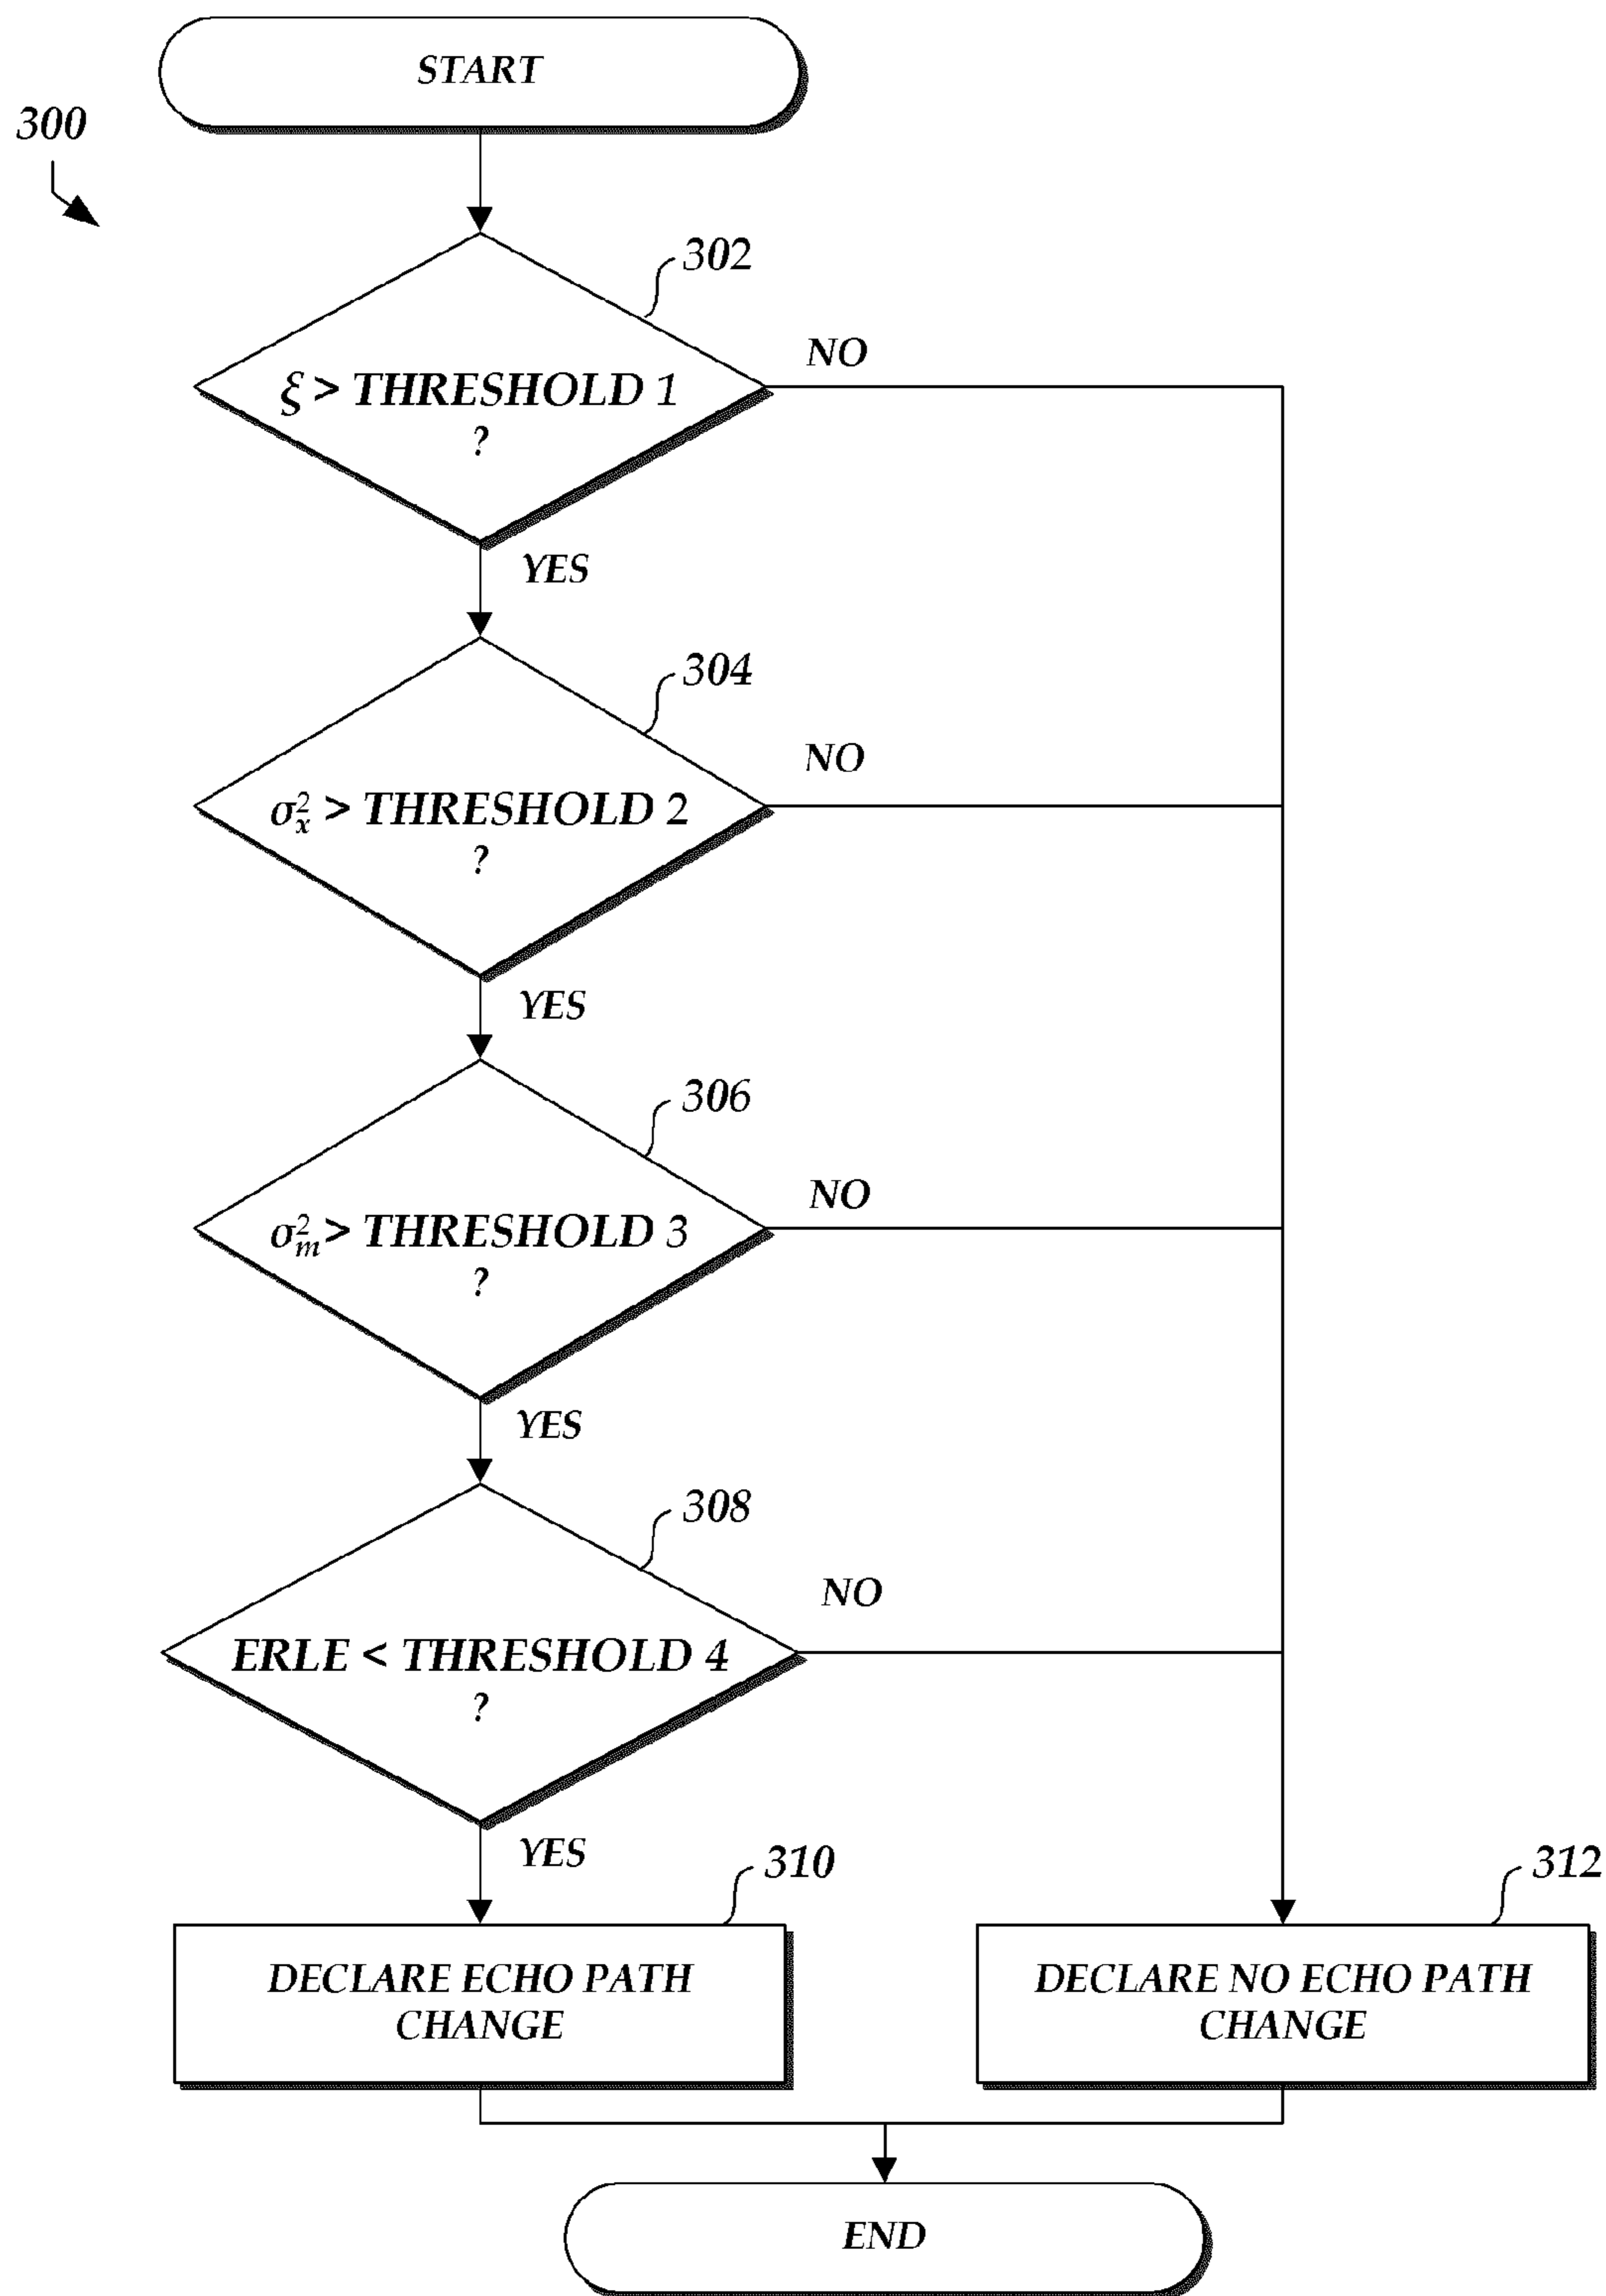 START
300
302
ξ > THRESHOLD 1
?
NO
YES
304
σ²ₓ > THRESHOLD 2
?
NO
YES
306
σ²ₘ > THRESHOLD 3
?
NO
YES
308
ERLE < THRESHOLD 4
?
NO
YES
310
DECLARE ECHO PATH
CHANGE
312
DECLARE NO ECHO PATH
CHANGE
END